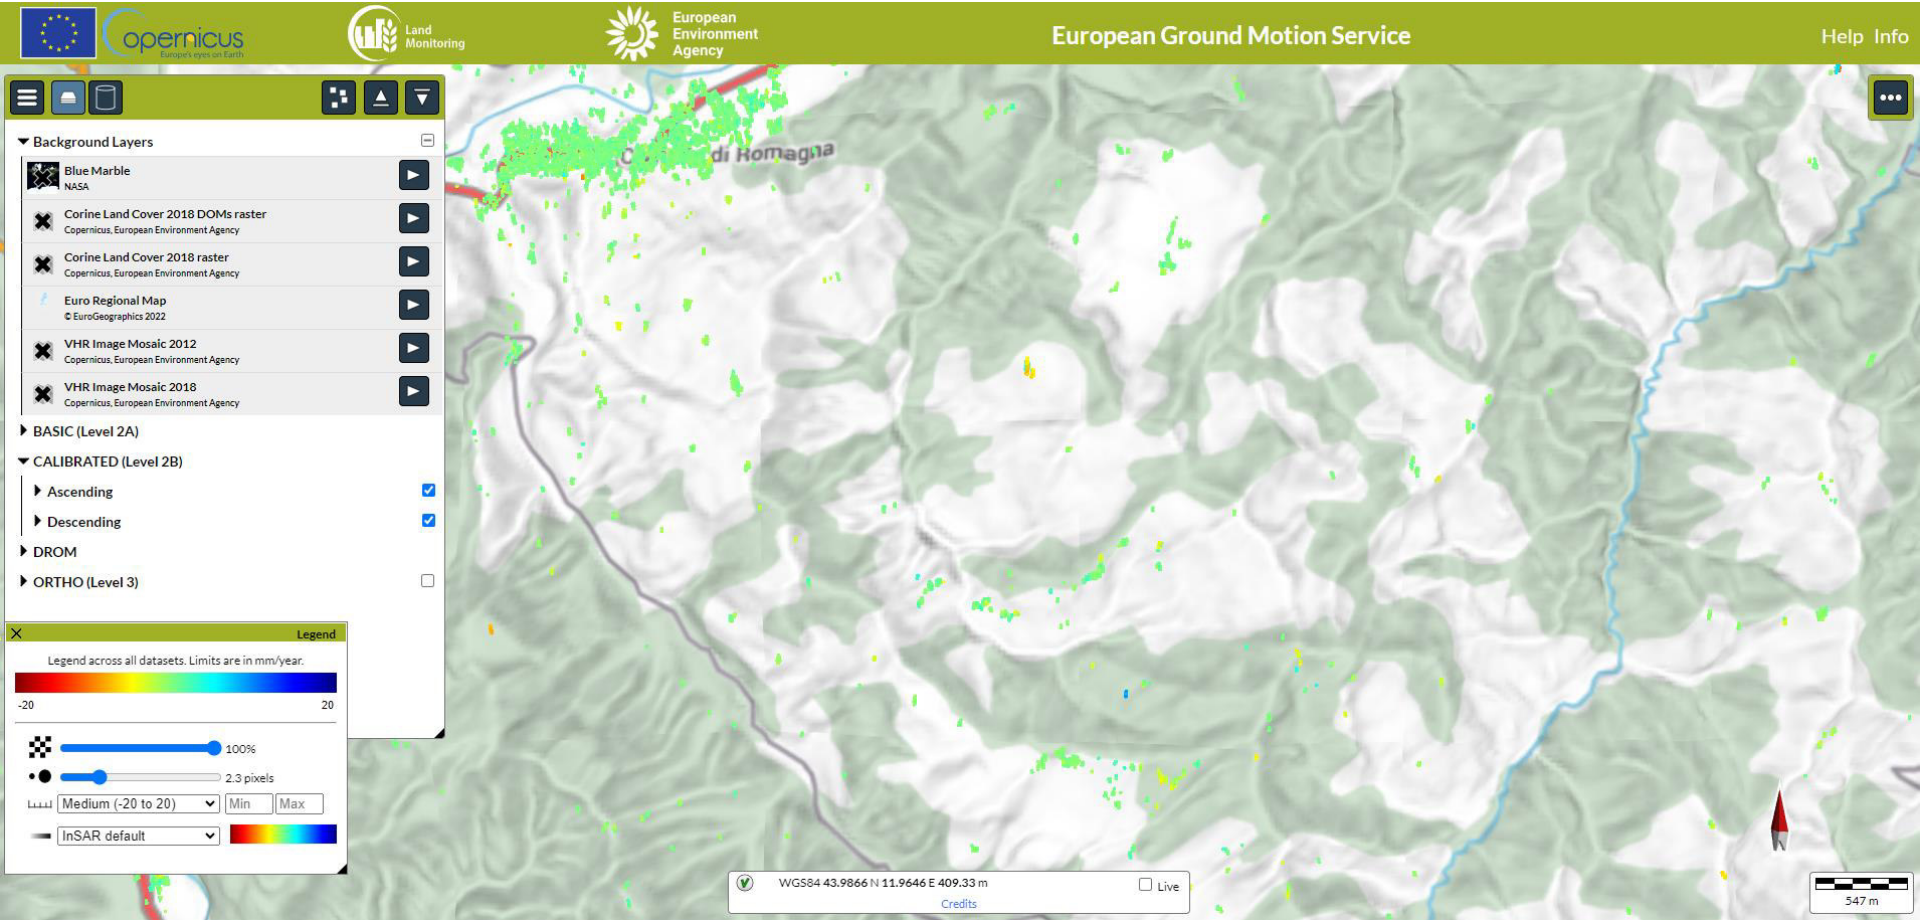 opernicus
Europe's eyes on Earth
Land
Monitoring
European
Environment
Agency
European Ground Motion Service
Help Info
di Romagna
Background Layers
Blue Marble
NASA
Corine Land Cover 2018 DOMs raster
Copernicus, European Environment Agency
Corine Land Cover 2018 raster
Copernicus, European Environment Agency
Euro Regional Map
© EuroGeographics 2022
VHR Image Mosaic 2012
Copernicus, European Environment Agency
VHR Image Mosaic 2018
Copernicus, European Environment Agency
BASIC (Level 2A)
CALIBRATED (Level 2B)
Ascending
Descending
DROM
ORTHO (Level 3)
Legend
Legend across all datasets. Limits are in mm/year.
-20 20
100%
2.3 pixels
Medium (-20 to 20) Min Max
InSAR default
WGS84 43.9866 N 11.9646 E 409.33 m
Live
Credits
547 m